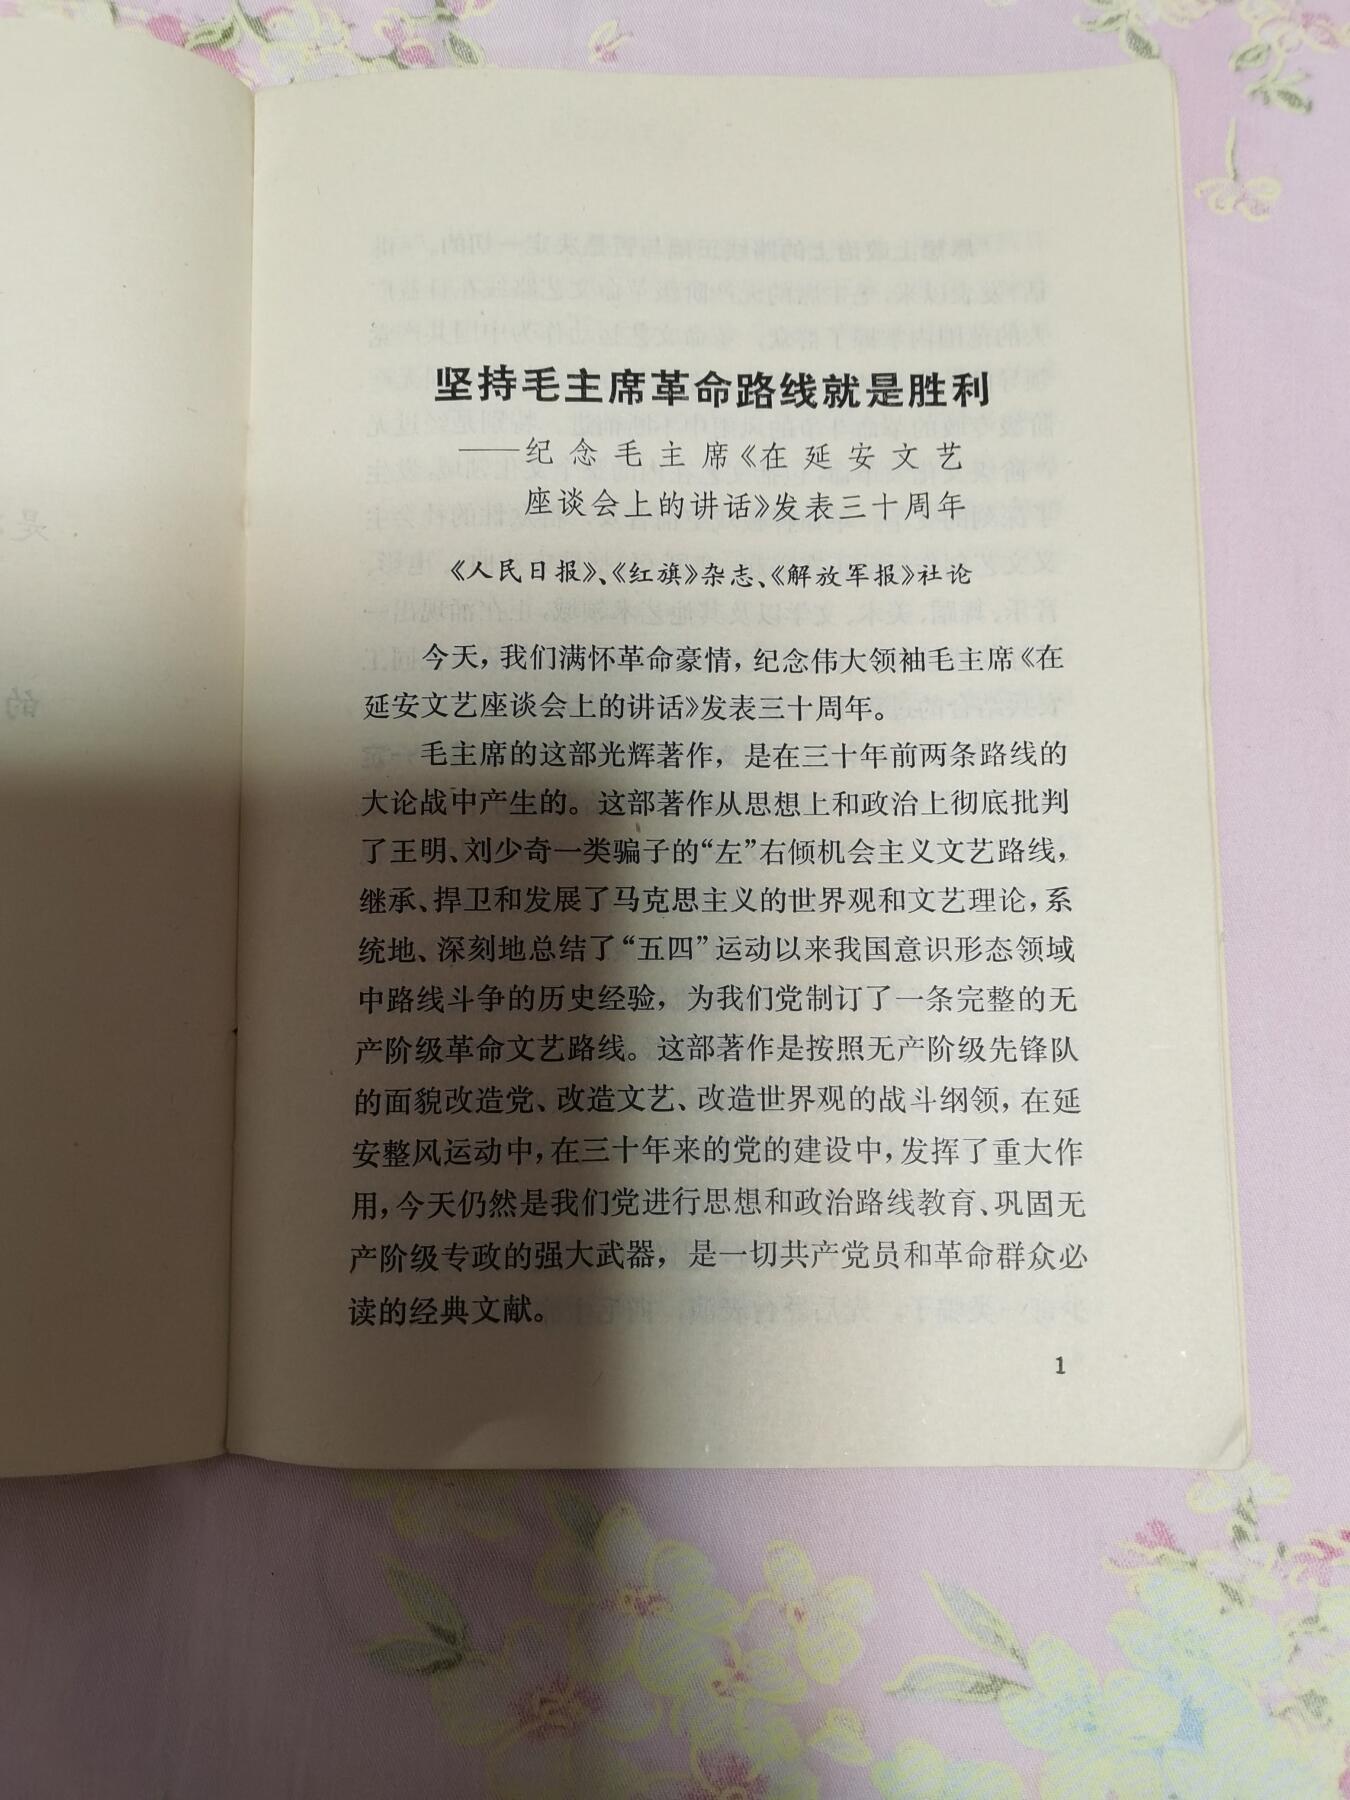 坚持毛主席革命路线就是胜利
——纪念毛主席《在延安文艺
座谈会上的讲话》发表三十周年
《人民日报》、《红旗》杂志、《解放军报》社论
今天，我们满怀革命豪情，纪念伟大领袖毛主席《在
延安文艺座谈会上的讲话》发表三十周年。
毛主席的这部光辉著作，是在三十年前两条路线的
大论战中产生的。这部著作从思想上和政治上彻底批判
了王明、刘少奇一类骗子的“左”右倾机会主义文艺路线，
继承、捍卫和发展了马克思主义的世界观和文艺理论，系
统地、深刻地总结了“五四”运动以来我国意识形态领域
中路线斗争的历史经验，为我们党制订了一条完整的无
产阶级革命文艺路线。这部著作是按照无产阶级先锋队
的面貌改造党、改造文艺、改造世界观的战斗纲领，在延
安整风运动中，在三十年来的党的建设中，发挥了重大作
用，今天仍然是我们党进行思想和政治路线教育、巩固无
产阶级专政的强大武器，是一切共产党员和革命群众必
读的经典文献。
1